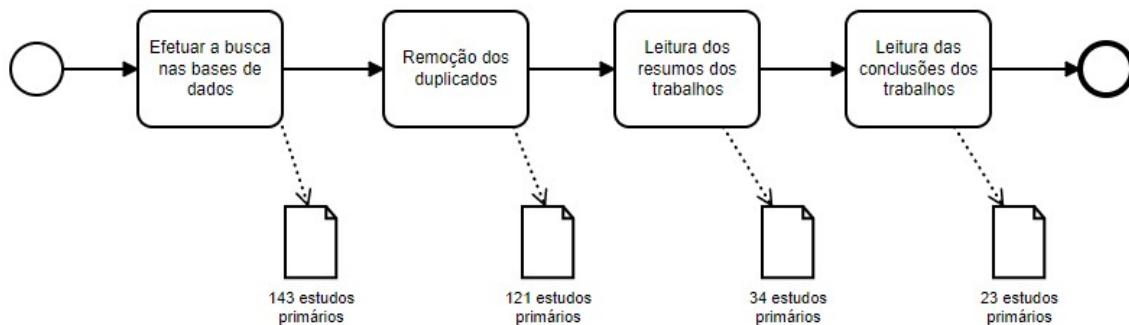 Efetuar a busca
nas bases de
dados
Remoção dos
duplicados
Leitura dos
resumos dos
trabalhos
Leitura das
conclusões dos
trabalhos
143 estudos
primários
121 estudos
primários
34 estudos
primários
23 estudos
primários